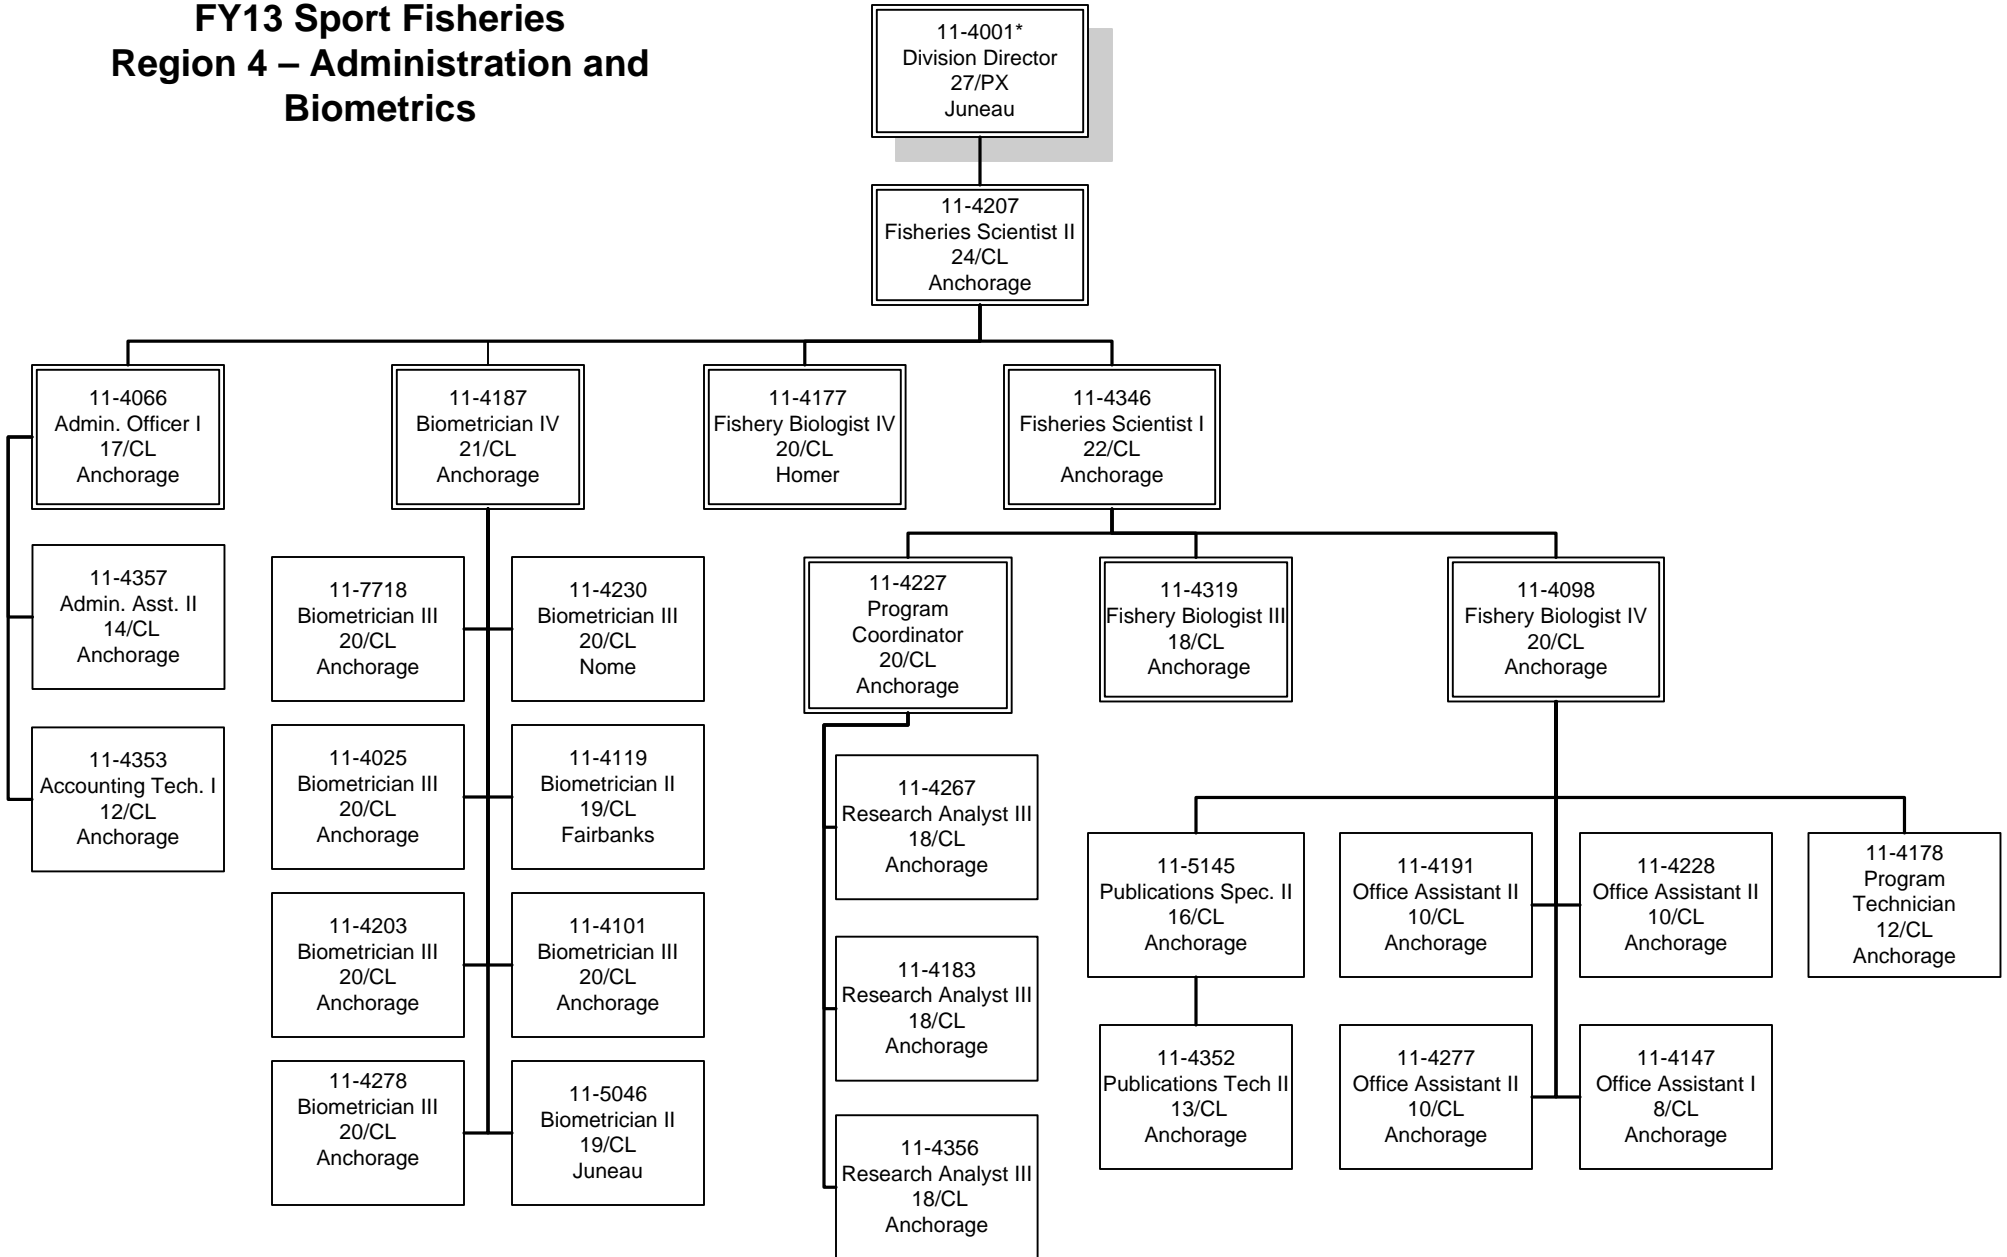 FY13 Sport Fisheries
Region 4 – Administration and
Biometrics
11-4001*
Division Director
27/PX
Juneau
11-4207
Fisheries Scientist II
24/CL
Anchorage
11-4066
Admin. Officer I
17/CL
Anchorage
11-4187
Biometrician IV
21/CL
Anchorage
11-4177
Fishery Biologist IV
20/CL
Homer
11-4346
Fisheries Scientist I
22/CL
Anchorage
11-4357
Admin. Asst. II
14/CL
Anchorage
11-4353
Accounting Tech. I
12/CL
Anchorage
11-7718
Biometrician III
20/CL
Anchorage
11-4230
Biometrician III
20/CL
Nome
11-4025
Biometrician III
20/CL
Anchorage
11-4119
Biometrician II
19/CL
Fairbanks
11-4203
Biometrician III
20/CL
Anchorage
11-4101
Biometrician III
20/CL
Anchorage
11-4278
Biometrician III
20/CL
Anchorage
11-5046
Biometrician II
19/CL
Juneau
11-4227
Program
Coordinator
20/CL
Anchorage
11-4319
Fishery Biologist III
18/CL
Anchorage
11-4098
Fishery Biologist IV
20/CL
Anchorage
11-4267
Research Analyst III
18/CL
Anchorage
11-4183
Research Analyst III
18/CL
Anchorage
11-4356
Research Analyst III
18/CL
Anchorage
11-5145
Publications Spec. II
16/CL
Anchorage
11-4191
Office Assistant II
10/CL
Anchorage
11-4228
Office Assistant II
10/CL
Anchorage
11-4178
Program
Technician
12/CL
Anchorage
11-4352
Publications Tech II
13/CL
Anchorage
11-4277
Office Assistant II
10/CL
Anchorage
11-4147
Office Assistant I
8/CL
Anchorage